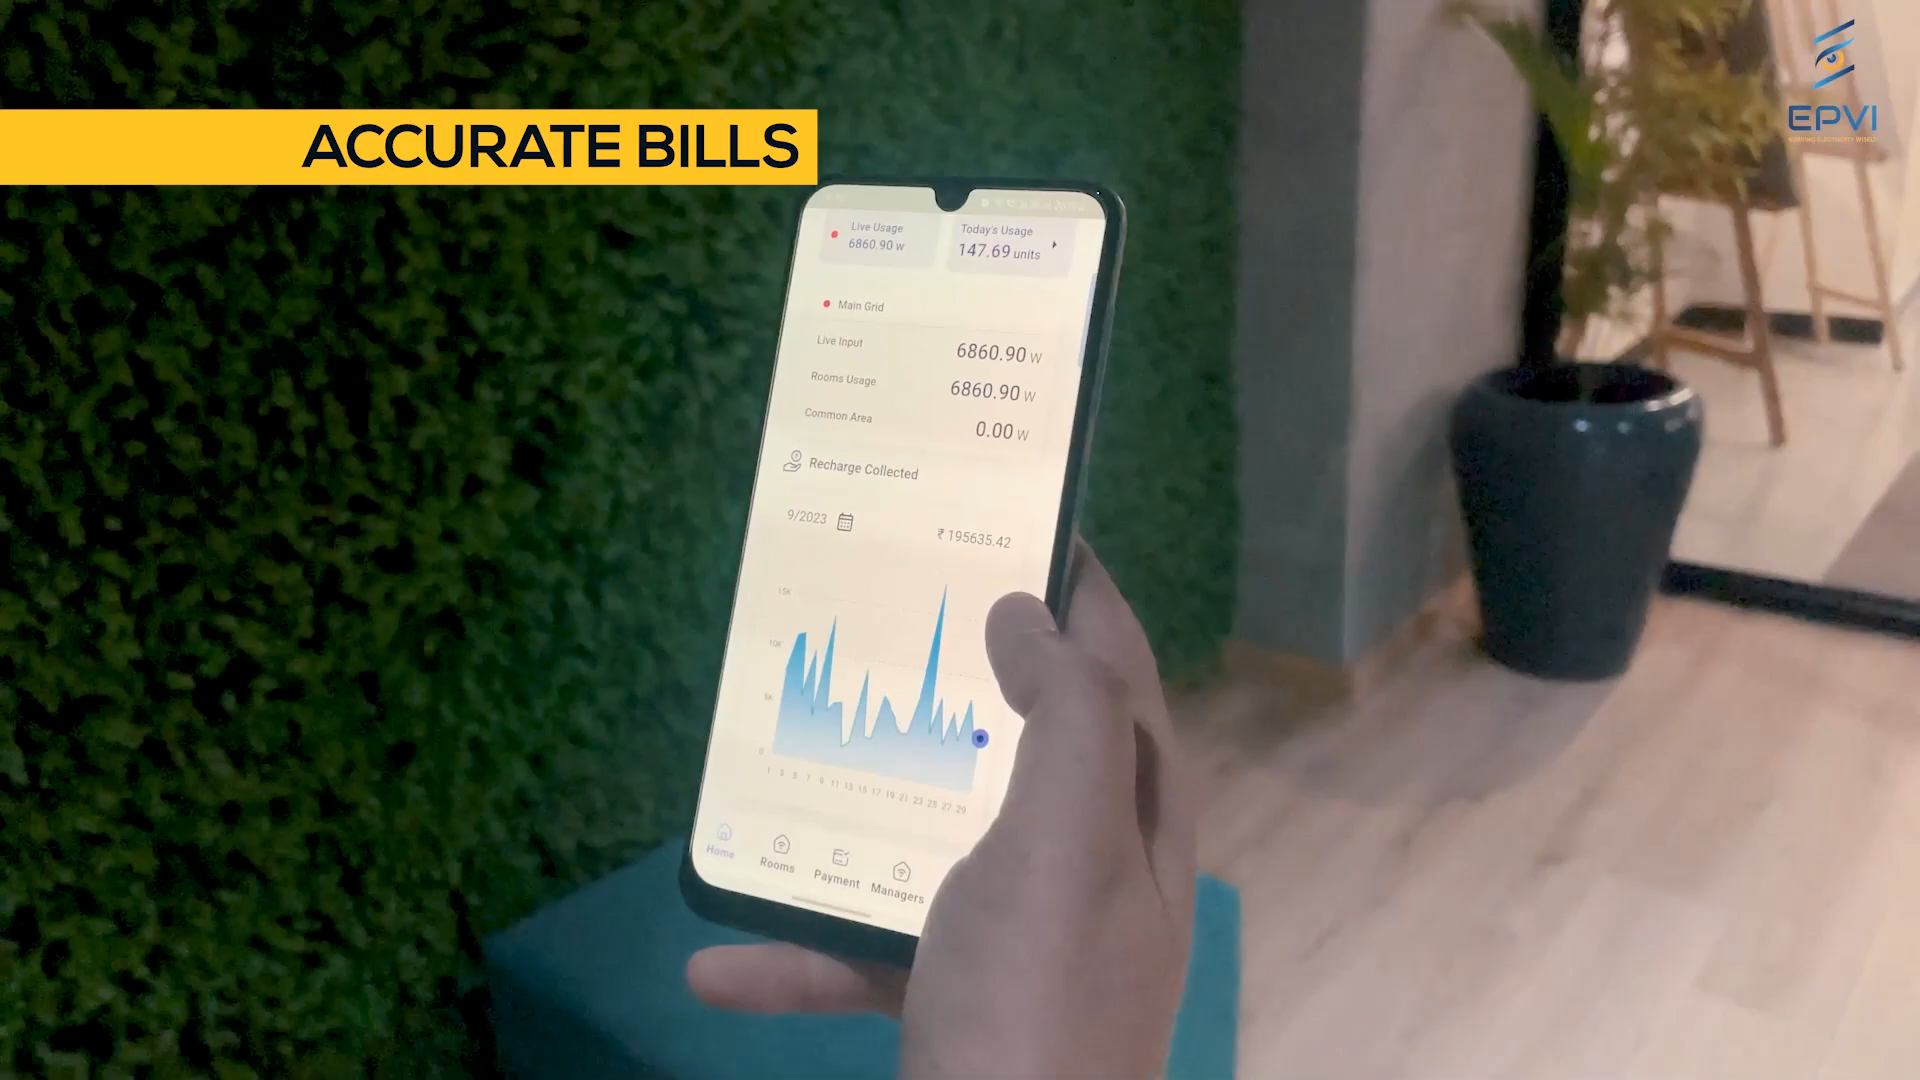 ACCURATE BILLS
EPVI
Live Usage
6860.90 W
Today's Usage
147.69 units
Main Grid
Live Input
6860.90 W
Rooms Usage
6860.90 W
Common Area
0.00 W
Recharge Collected
9/2023
₹ 195635.42
15K
10K
5K
0
1 3 5 7 9 11 13 15 17 19 21 23 25 27 29
Home
Rooms
Payment
Managers